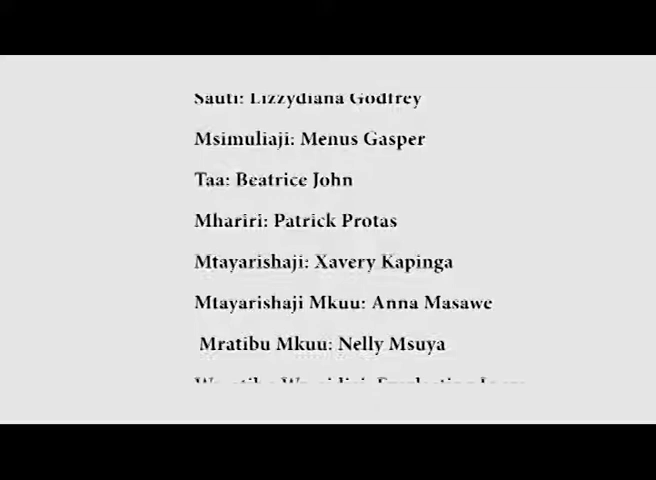 Sauti: Lizzydiana Godfrey
Msimuliaji: Menus Gasper
Taa: Beatrice John
Mhariri: Patrick Protas
Mtayarishaji: Xavery Kapinga
Mtayarishaji Mkuu: Anna Masawe
Mratibu Mkuu: Nelly Msuya